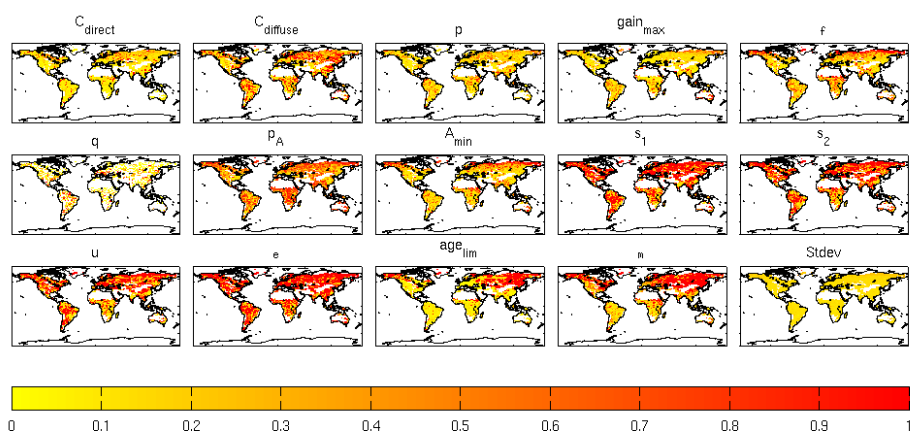 C_direct C_diffuse p gain_max f
q p_A A_min s_1 s_2
u e age_lim m Stdev
0 0.1 0.2 0.3 0.4 0.5 0.6 0.7 0.8 0.9 1